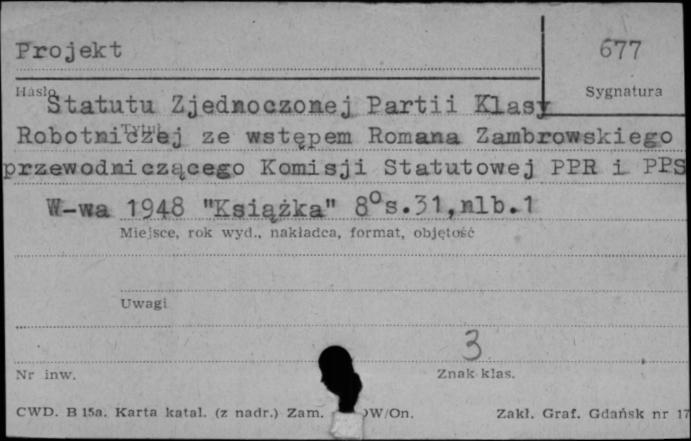 Projekt
677
Hasło
Sygnatura
Statutu Zjednoczonej Partii Klasy
Tytuł
Robotniczej ze wstępem Romana Zambrowskiego
przewodniczącego Komisji Statutowej PPR i PPS
W-wa 1948 "Książka" 8° s.31,nlb.1
Miejsce, rok wyd., nakładca, format, objętość
Uwagi
3
Nr inw.
Znak klas.
CWD. B 15a. Karta katal. (z nadr.) Zam. W/On. Zakł. Graf. Gdańsk nr 17